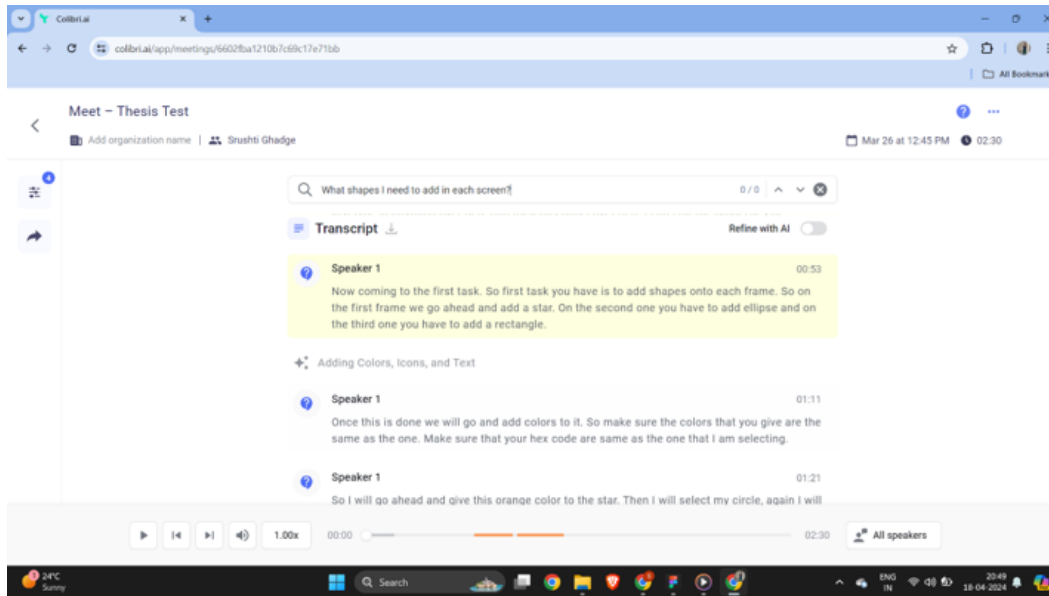 Colibri.ai
colibri.ai/app/meetings/6602fba1210b7c69c17e71bb
All Bookmark
Meet – Thesis Test
Add organization name | Srushti Ghadge
Mar 26 at 12:45 PM 02:30
4
What shapes I need to add in each screen? 0/0
Transcript Refine with AI
Speaker 1 00:53
Now coming to the first task. So first task you have is to add shapes onto each frame. So on
the first frame we go ahead and add a star. On the second one you have to add ellipse and on
the third one you have to add a rectangle.
Adding Colors, Icons, and Text
Speaker 1 01:11
Once this is done we will go and add colors to it. So make sure the colors that you give are the
same as the one. Make sure that your hex code are same as the one that I am selecting.
Speaker 1 01:21
So I will go ahead and give this orange color to the star. Then I will select my circle, again I will
1.00x 00:00 02:30 All speakers
24°C
Sunny
Search
ENG
IN
20:49
18-04-2024